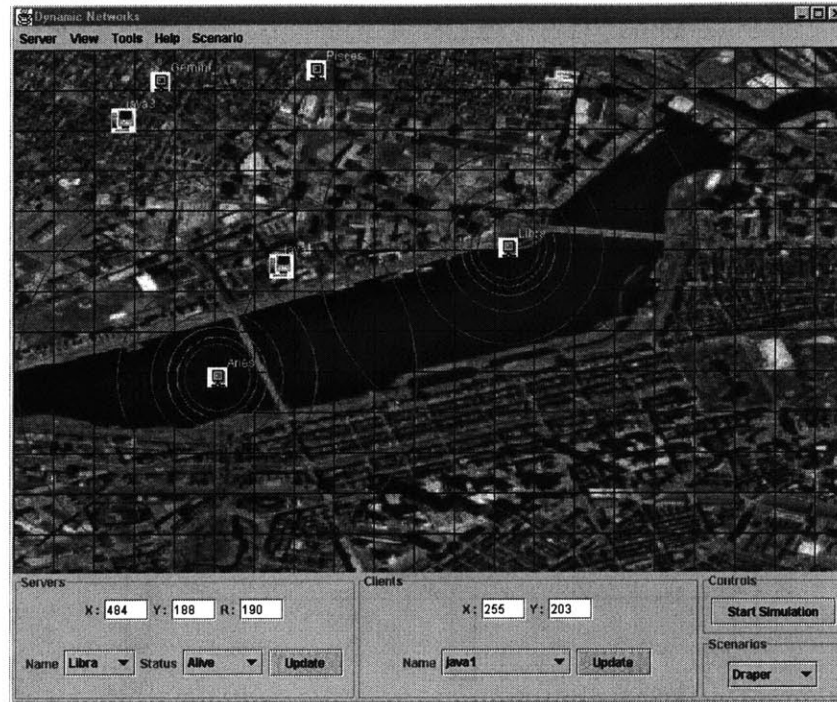 Dynamic Networks
Server View Tools Help Scenario
Gemini
Pisces
java3
Libra
Aries
Servers
X: 484 Y: 188 R: 190
Name Libra Status Alive Update
Clients
X: 255 Y: 203
Name java1 Update
Controls
Start Simulation
Scenarios
Draper